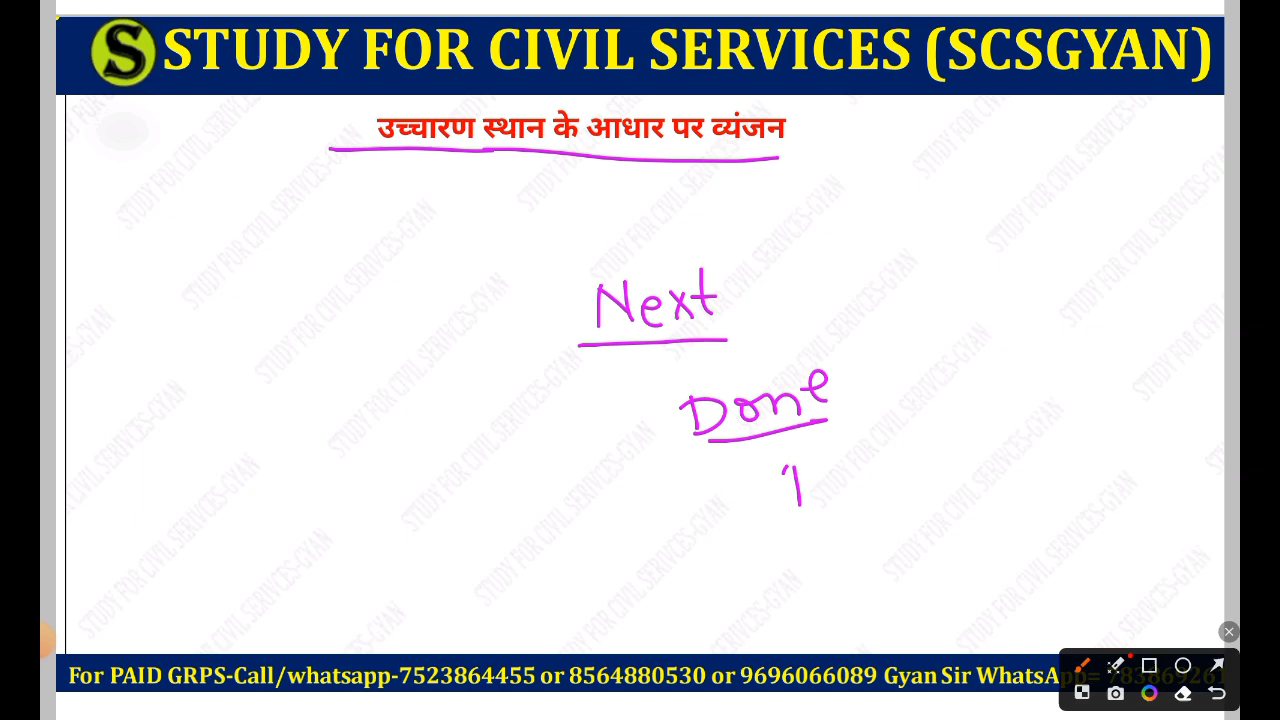 S STUDY FOR CIVIL SERVICES (SCSGYAN)
उच्चारण स्थान के आधार पर व्यंजन
Next
Done
For PAID GRPS-Call/whatsapp-7523864455 or 8564880530 or 9696066089 Gyan Sir WhatsAp